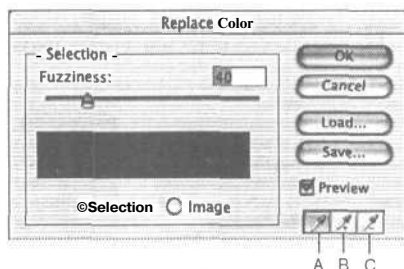 Replace Color
Selection
Fuzziness: 40
OK
Cancel
Load...
Save...
Preview
©Selection Image
A B C